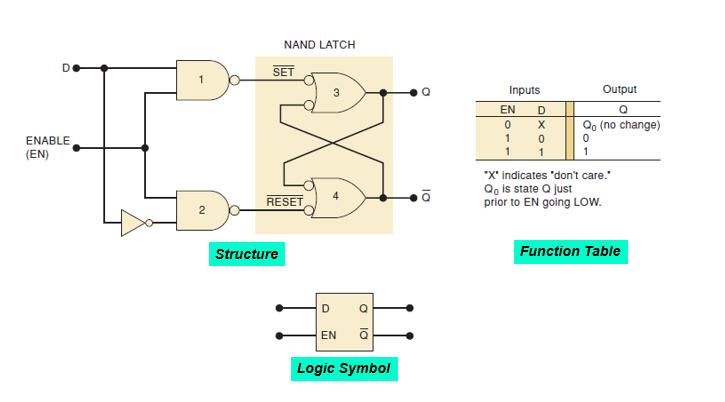 NAND LATCH
D
1
SET
3
Q
ENABLE
(EN)
2
RESET
4
Q
Structure
Inputs Output
EN D Q
0 X Q0 (no change)
1 0 0
1 1 1
"X" indicates "don't care."
Q0 is state Q just
prior to EN going LOW.
Function Table
D Q
EN Q
Logic Symbol